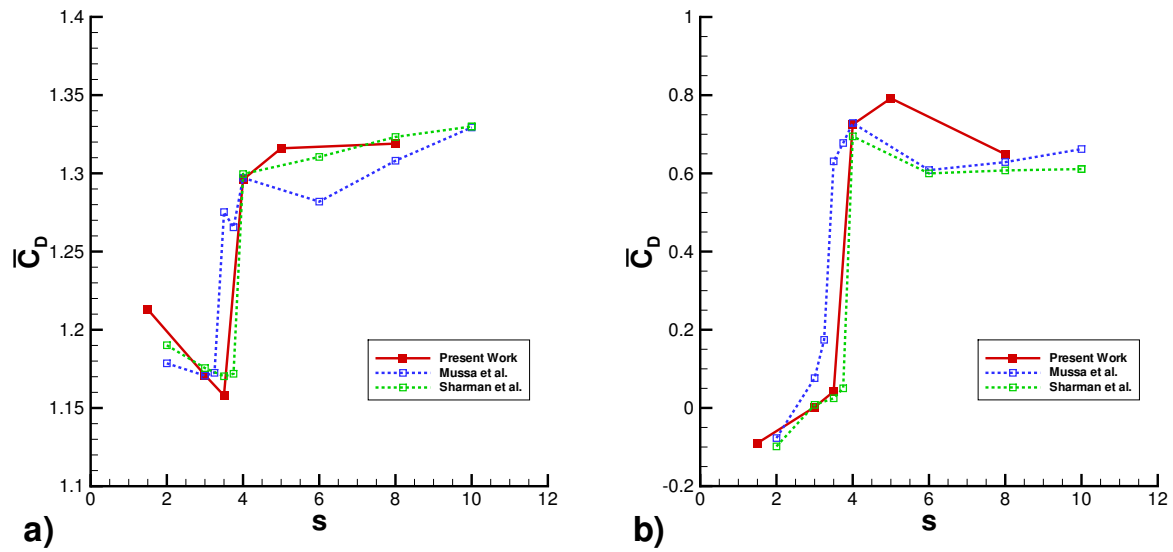 1.4
1.35
1.3
1.25
1.2
1.15
1.1
C̅D
0
2
4
6
8
10
12
s
Present Work
Mussa et al.
Sharman et al.
a)
1
0.8
0.6
0.4
0.2
0
-0.2
C̅D
0
2
4
6
8
10
12
s
Present Work
Mussa et al.
Sharman et al.
b)